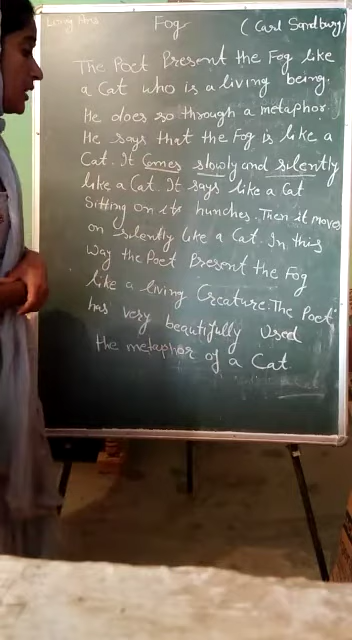 Fog (Carl Sandburg)
The Poet Present the Fog like
a Cat who is a living being.
He does so through a metaphor.
He says that the Fog is like a
Cat. It Comes slowly and silently
like a Cat. It says like a Cat
Sitting on its hunches. Then it moves
on silently like a Cat. In this
way the Poet Present the Fog
like a living Creature. The Poet
has very beautifully used
the metaphor of a Cat.